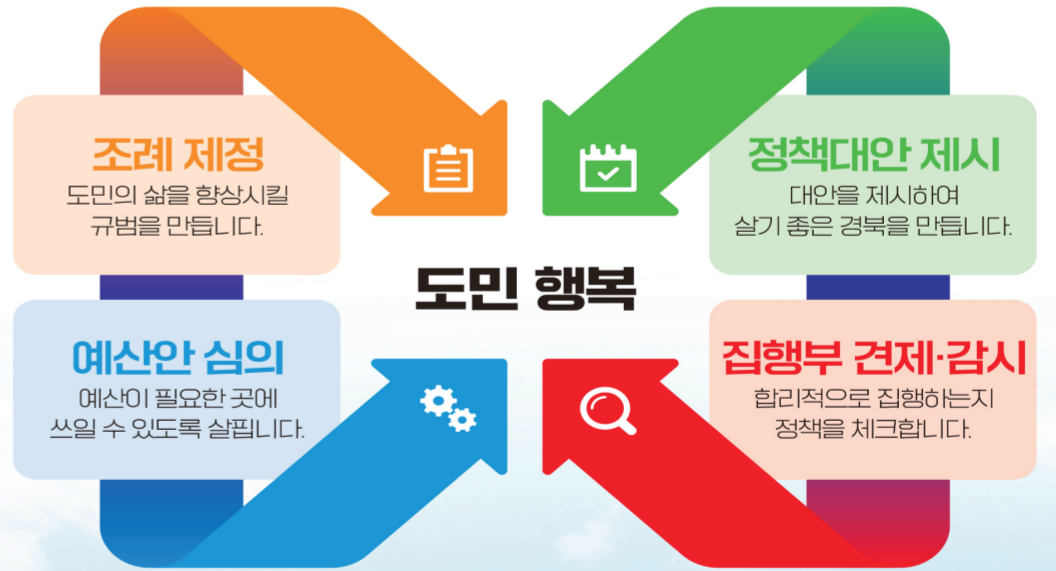 조례 제정
도민의 삶을 향상시킬
규범을 만듭니다.
정책대안 제시
대안을 제시하여
살기 좋은 경북을 만듭니다.
도민 행복
예산안 심의
예산이 필요한 곳에
쓰일 수 있도록 살핍니다.
집행부 견제·감시
합리적으로 집행하는지
정책을 체크합니다.